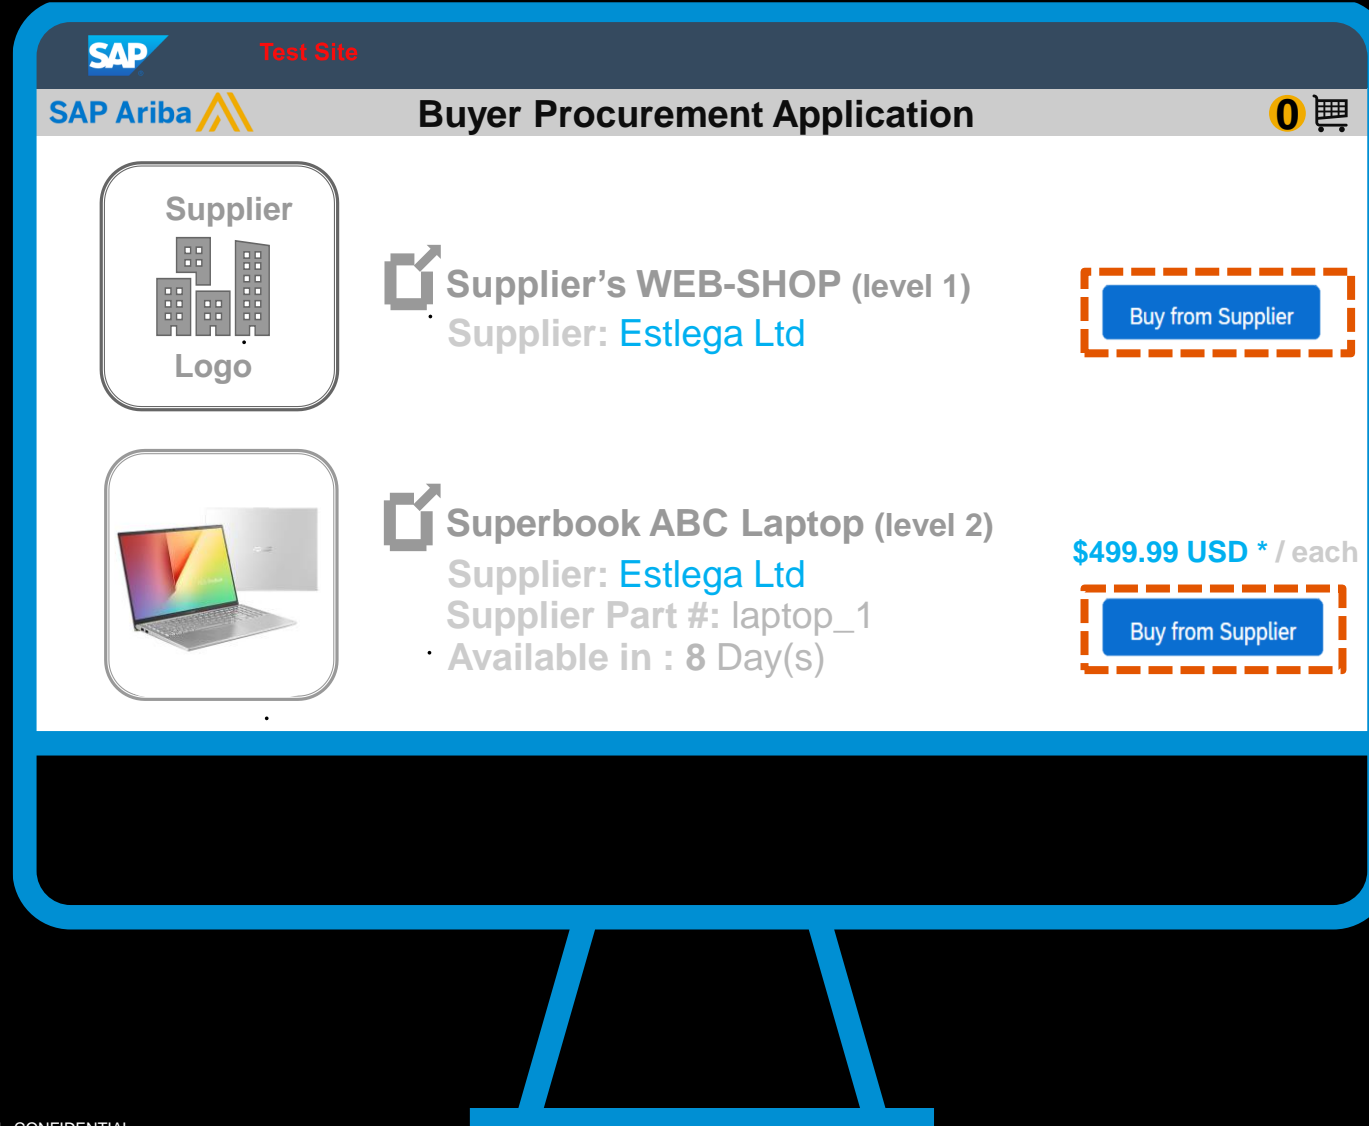 SAP
Test Site
SAP Ariba
Buyer Procurement Application
0
Supplier
Logo
Supplier’s WEB-SHOP (level 1)
Supplier: Estlega Ltd
Buy from Supplier
Superbook ABC Laptop (level 2)
Supplier: Estlega Ltd
Supplier Part #: laptop_1
Available in : 8 Day(s)
$499.99 USD * / each
Buy from Supplier
CONFIDENTIAL